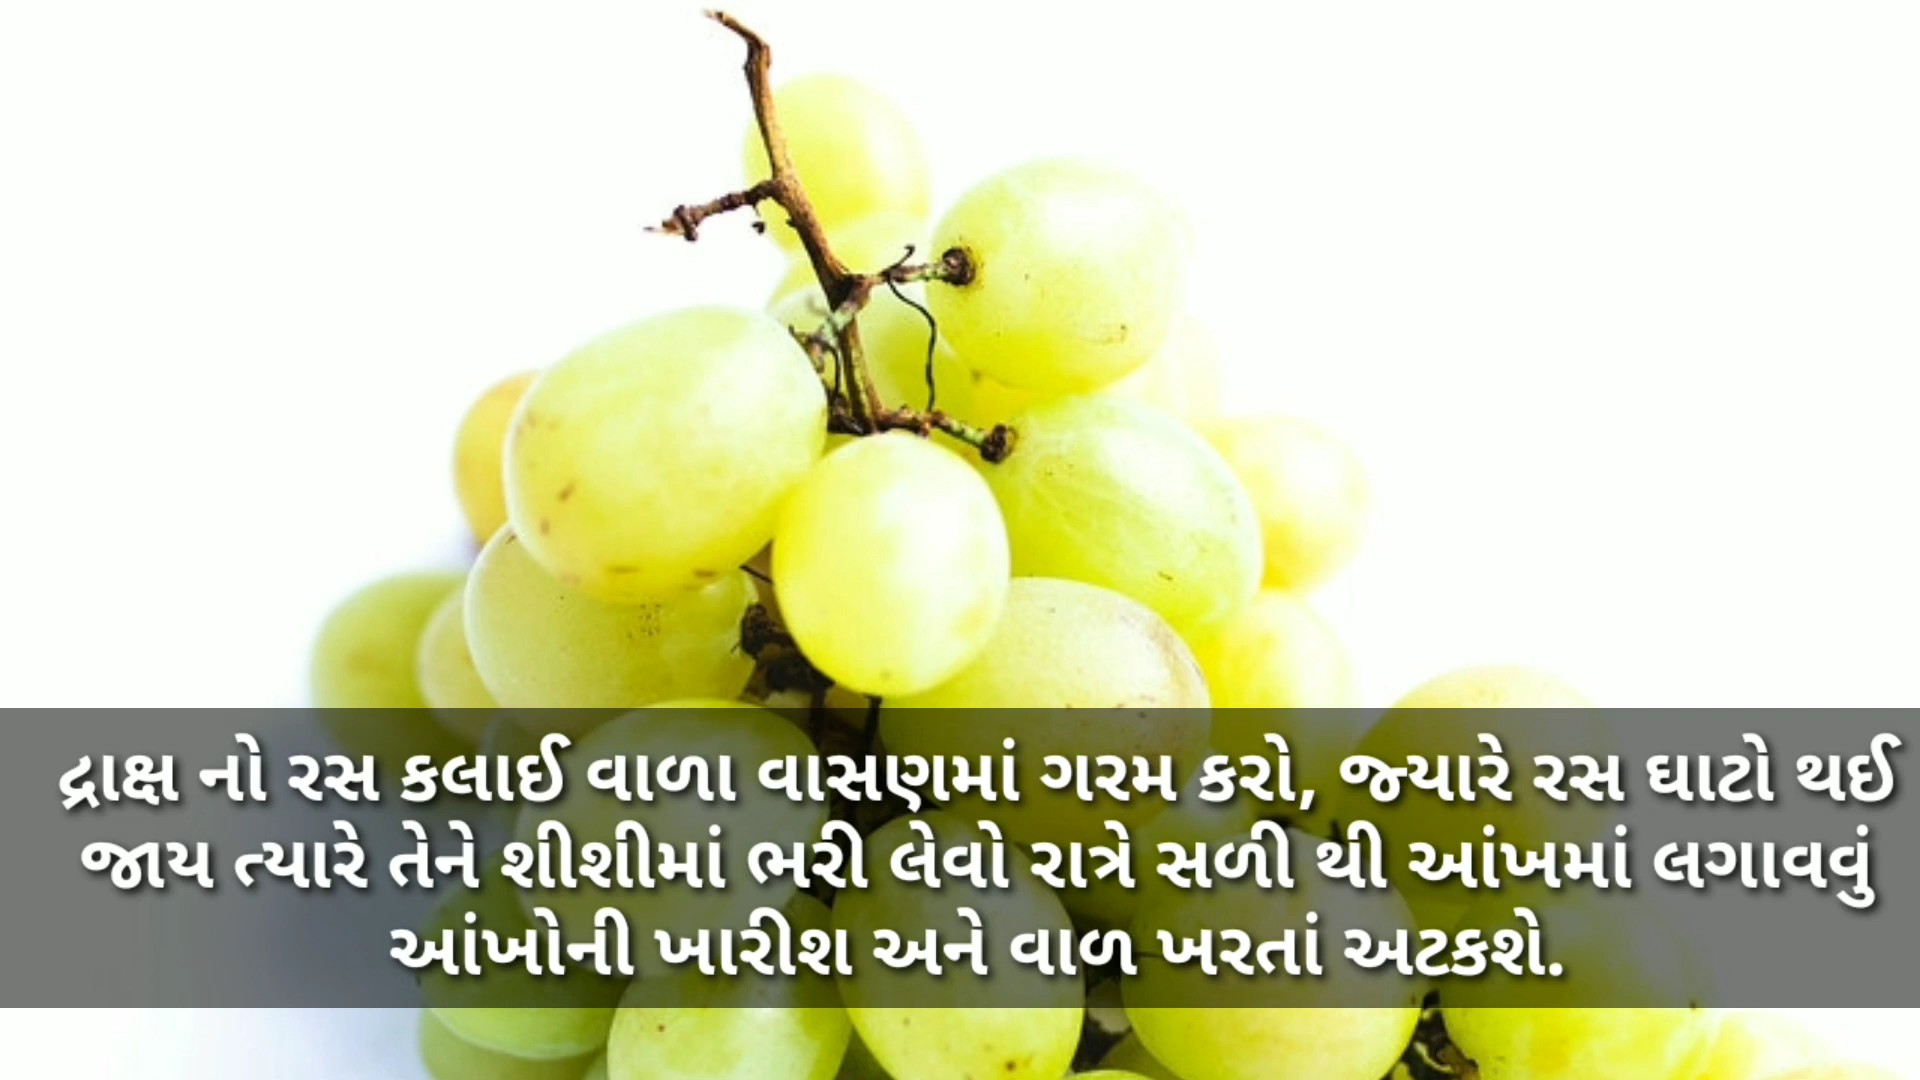 દ્રાક્ષ નો રસ કલાઈ વાળા વાસણમાં ગરમ કરો, જ્યારે રસ ઘાટો થઈ
જાય ત્યારે તેને શીશીમાં ભરી લેવો રાત્રે સળી થી આંખમાં લગાવવું
આંખોની ખારીશ અને વાળ ખરતાં અટકશે.